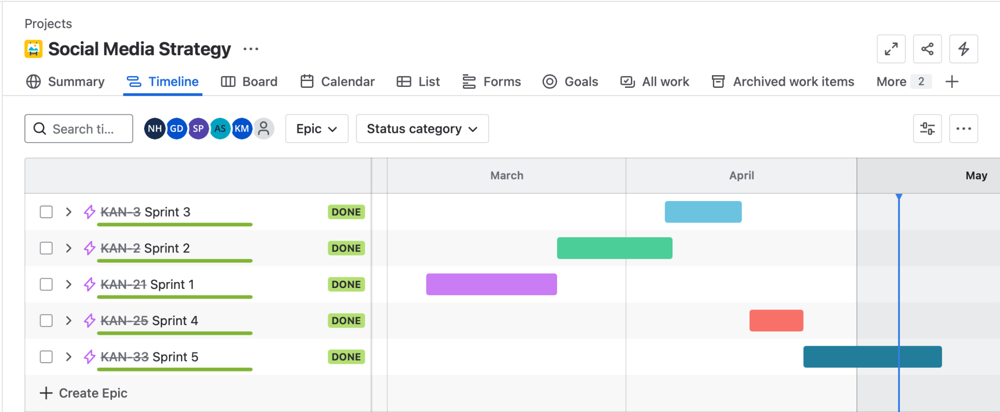 Projects
Social Media Strategy
Summary Timeline Board Calendar List Forms Goals All work Archived work items More 2
Search ti... NH GD SP AS KM Epic Status category
March April May
KAN-3 Sprint 3 DONE
KAN-2 Sprint 2 DONE
KAN-21 Sprint 1 DONE
KAN-25 Sprint 4 DONE
KAN-33 Sprint 5 DONE
Create Epic